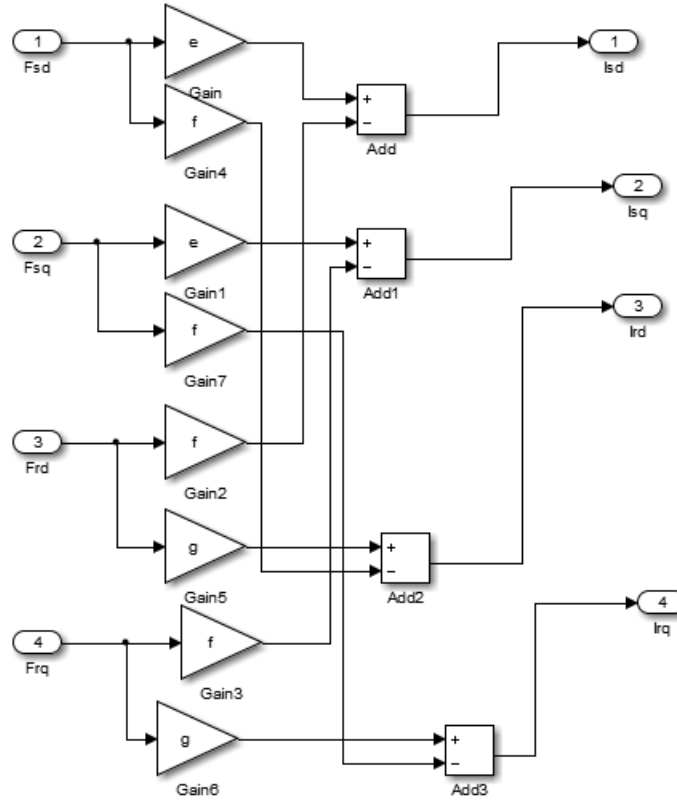 1
Fsd
e
Gain
f
Gain4
+
−
Add
1
Isd
2
Fsq
e
Gain1
f
Gain7
+
−
Add1
2
Isq
3
Ird
3
Frd
f
Gain2
g
Gain5
+
−
Add2
4
Frq
f
Gain3
g
Gain6
+
−
Add3
4
Irq